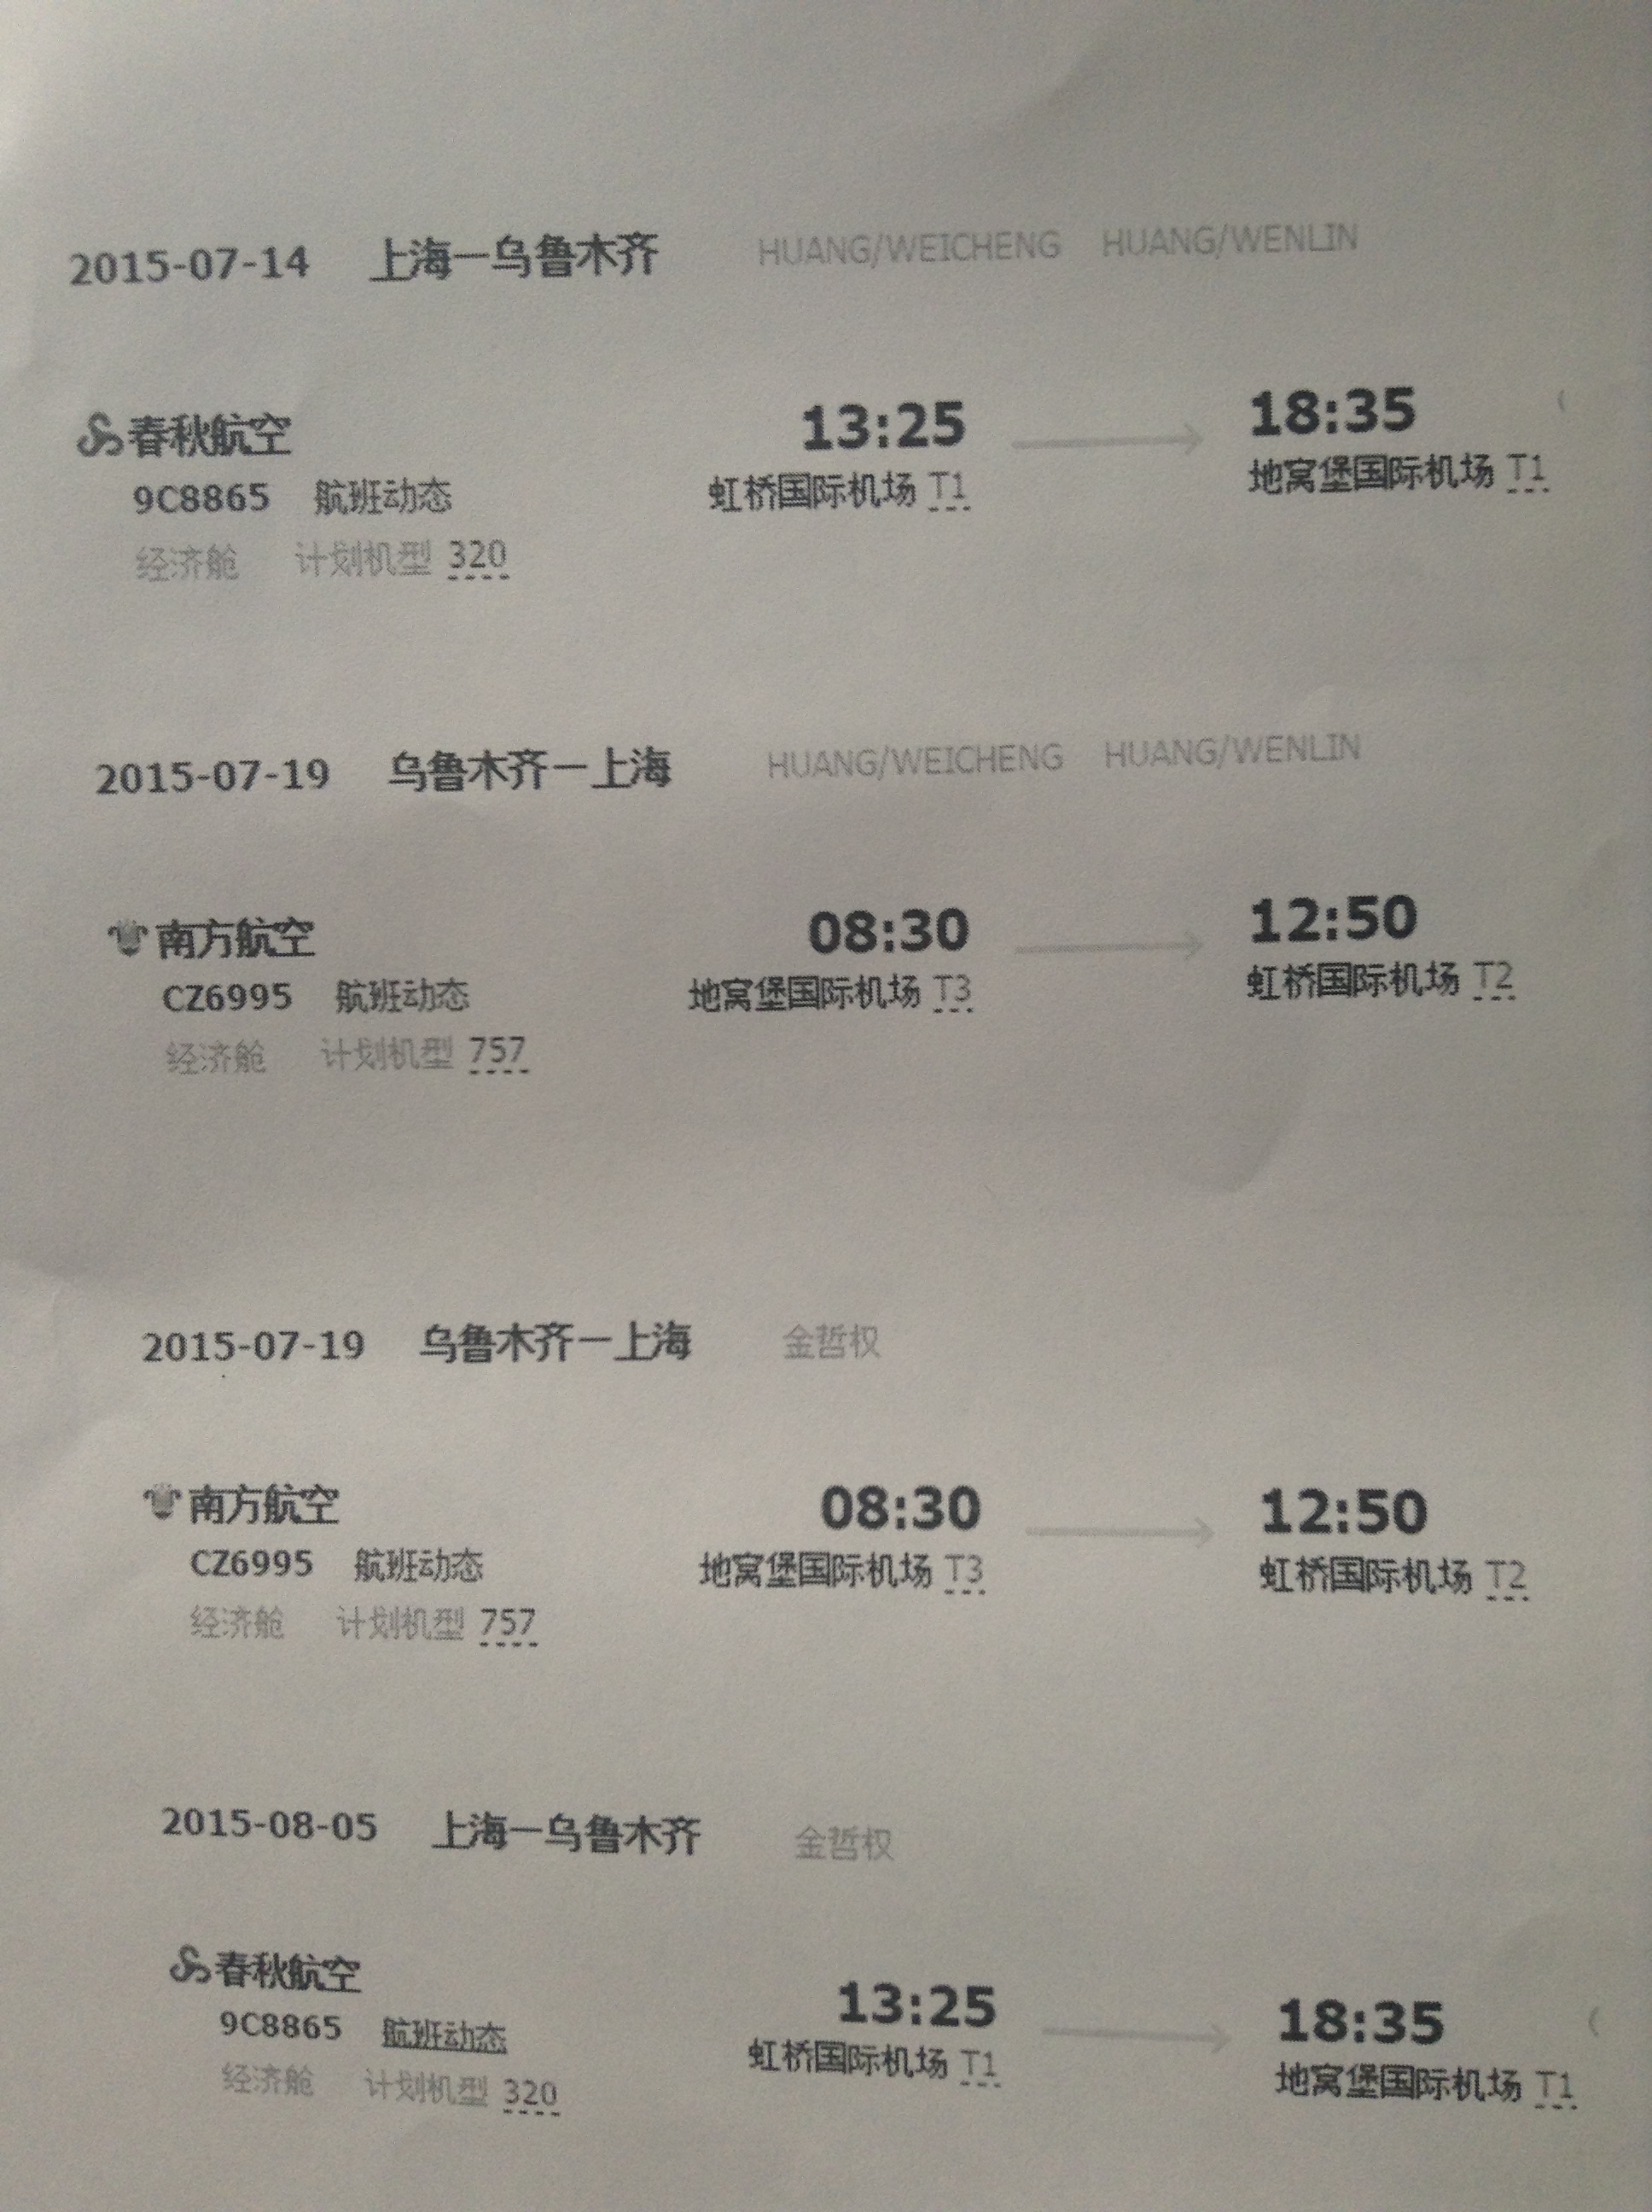 2015-07-14 上海—乌鲁木齐 HUANG/WEICHENG HUANG/WENLIN
春秋航空 13:25 18:35
9C8865 航班动态 虹桥国际机场 T1 地窝堡国际机场 T1
经济舱 计划机型 320
2015-07-19 乌鲁木齐—上海 HUANG/WEICHENG HUANG/WENLIN
南方航空 08:30 12:50
CZ6995 航班动态 地窝堡国际机场 T3 虹桥国际机场 T2
经济舱 计划机型 757
2015-07-19 乌鲁木齐—上海 金哲权
南方航空 08:30 12:50
CZ6995 航班动态 地窝堡国际机场 T3 虹桥国际机场 T2
经济舱 计划机型 757
2015-08-05 上海—乌鲁木齐 金哲权
春秋航空 13:25 18:35
9C8865 航班动态 虹桥国际机场 T1 地窝堡国际机场 T1
经济舱 计划机型 320